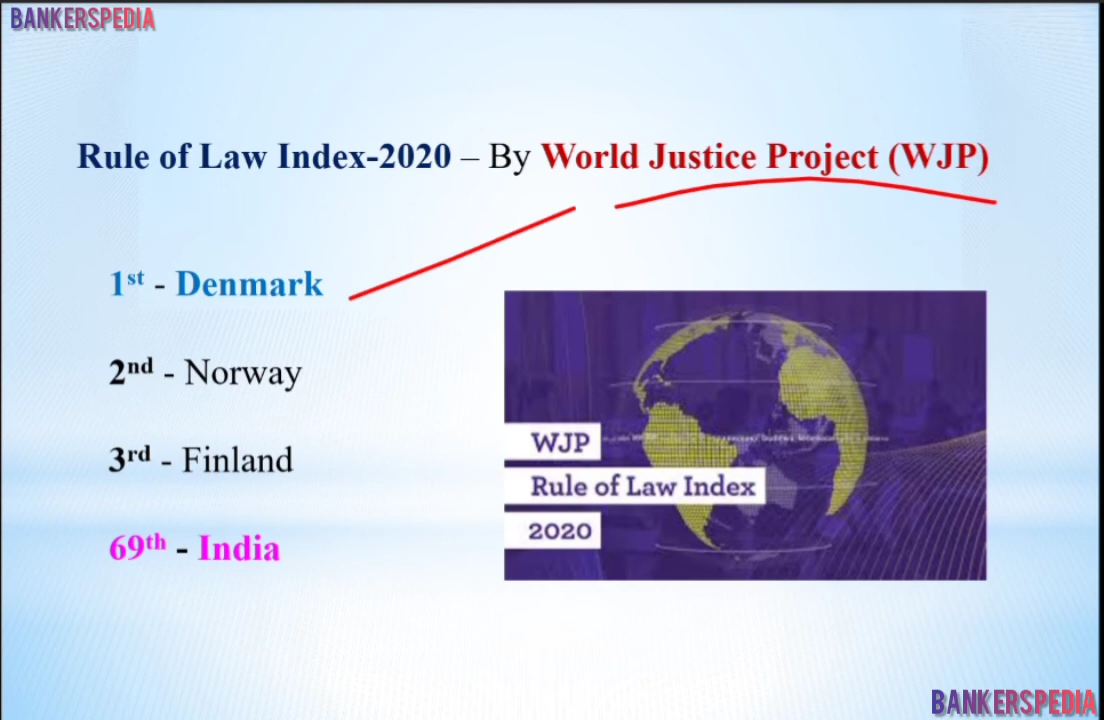 BANKERSPEDIA
Rule of Law Index-2020 – By World Justice Project (WJP)
1st - Denmark
2nd - Norway
3rd - Finland
69th - India
WJP
Rule of Law Index
2020
BANKERSPEDIA